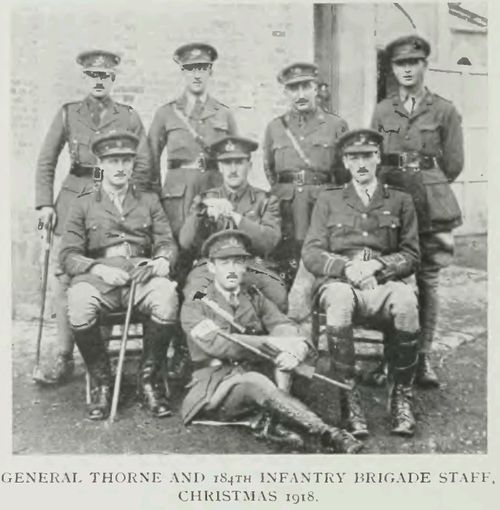 GENERAL THORNE AND 184TH INFANTRY BRIGADE STAFF,
CHRISTMAS 1918.